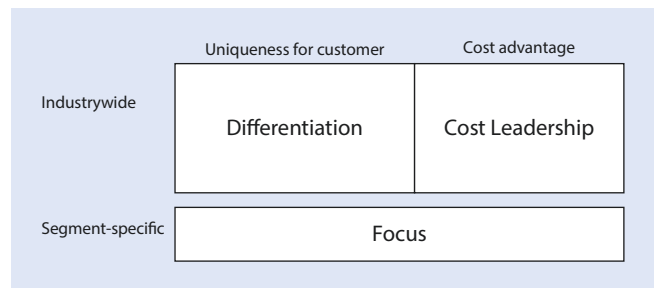 Uniqueness for customer
Cost advantage
Industrywide
Differentiation
Cost Leadership
Segment-specific
Focus